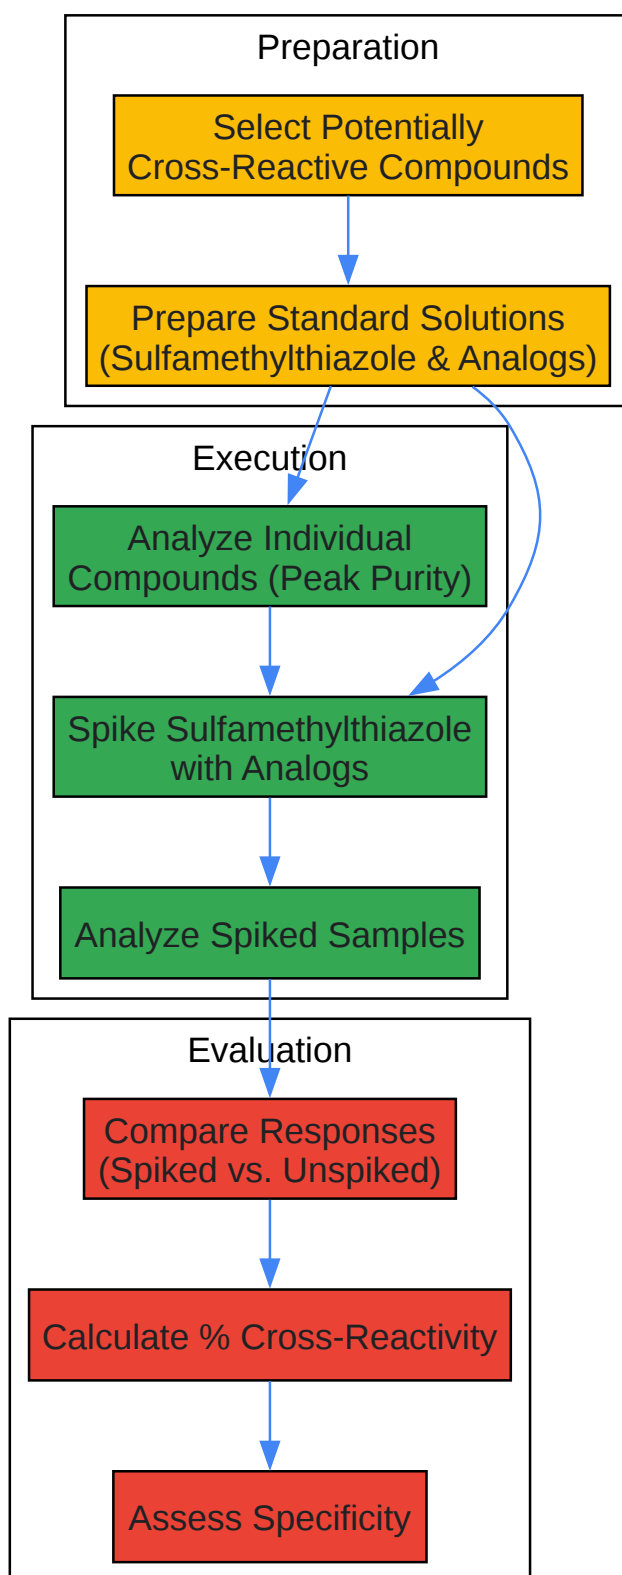 Preparation
Select Potentially
Cross-Reactive Compounds
Prepare Standard Solutions
(Sulfamethylthiazole & Analogs)
Execution
Analyze Individual
Compounds (Peak Purity)
Spike Sulfamethylthiazole
with Analogs
Analyze Spiked Samples
Evaluation
Compare Responses
(Spiked vs. Unspiked)
Calculate % Cross-Reactivity
Assess Specificity